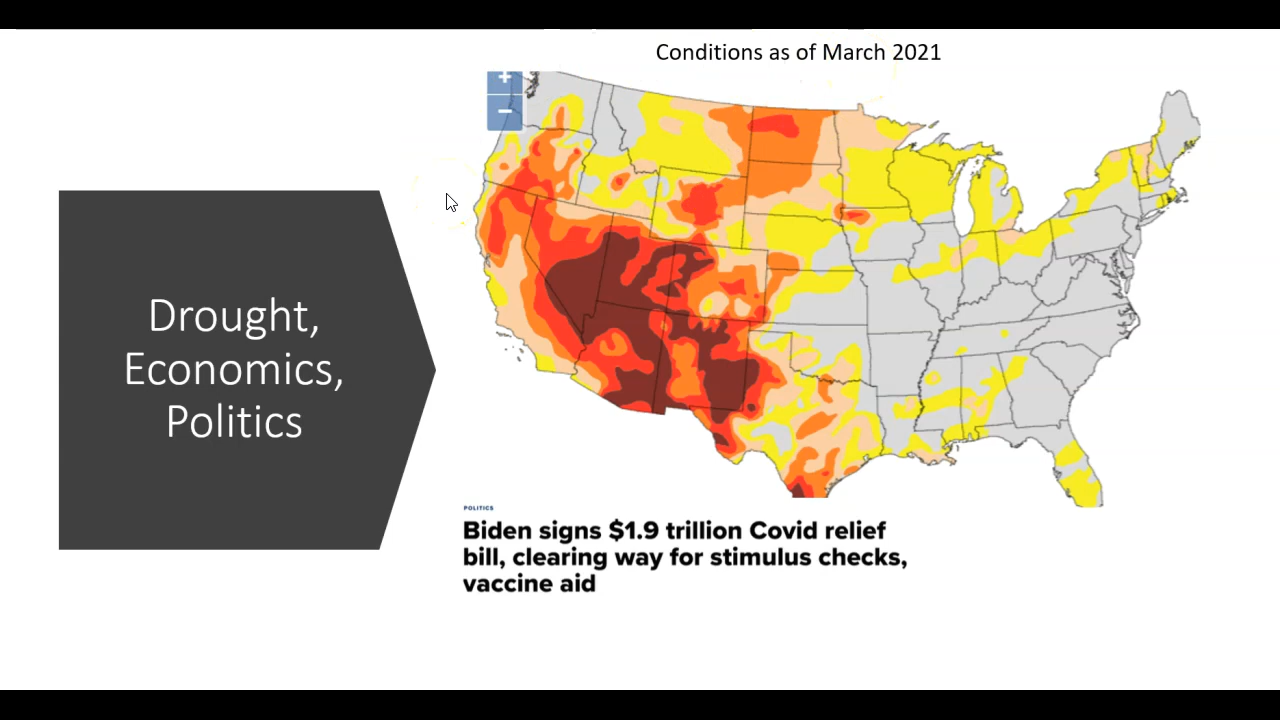 Conditions as of March 2021
+
−
Drought,
Economics,
Politics
POLITICS
Biden signs $1.9 trillion Covid relief
bill, clearing way for stimulus checks,
vaccine aid